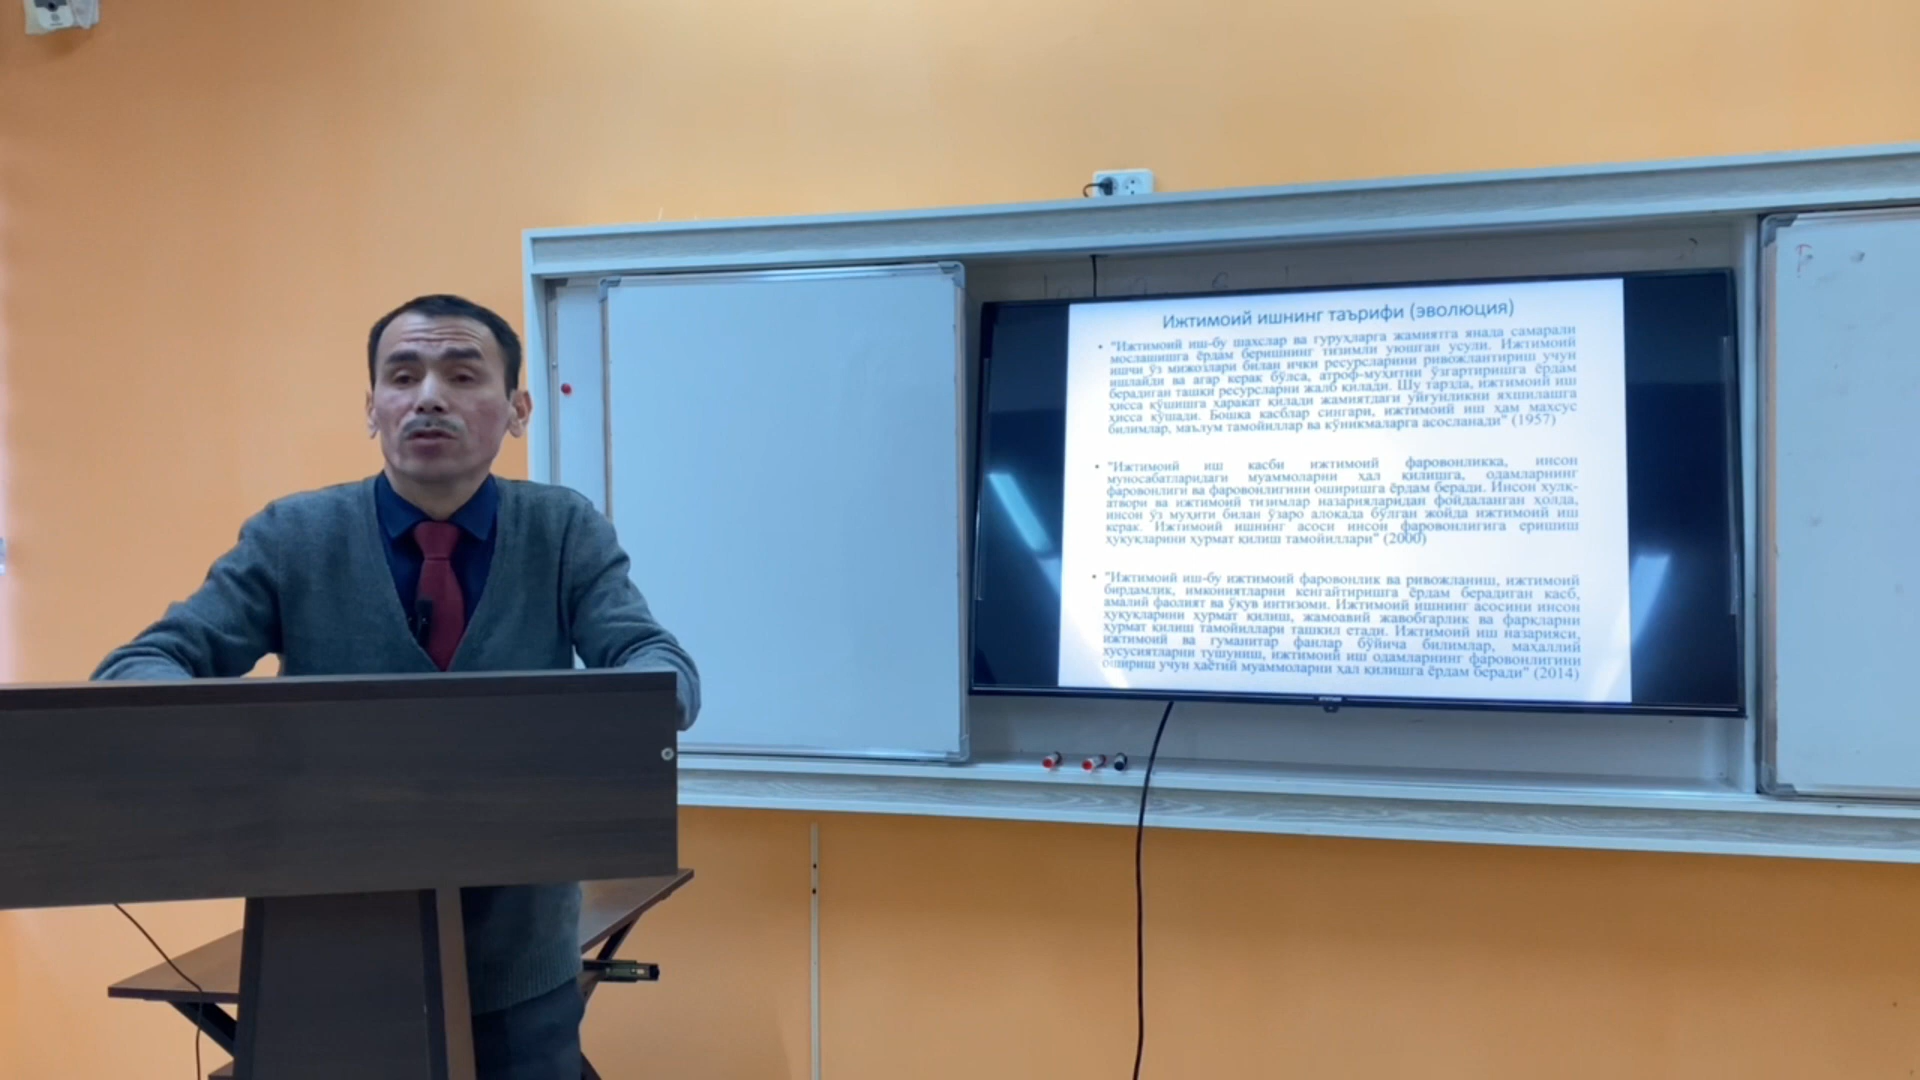 Ижтимоий ишнинг таърифи (эволюция)
• "Ижтимоий иш-бу шахслар ва гуруҳларга жамиятга янада самарали
мослашишга ёрдам беришнинг тизимли уюшган усули. Ижтимоий
ишчи ўз мижозлари билан ички ресурсларини ривожлантириш учун
ишлайди ва агар керак бўлса, атроф-муҳитни ўзгартиришга ёрдам
берадиган ташқи ресурсларни жалб қилади. Шу тарзда, ижтимоий иш
ҳисса қўшишга ҳаракат қилади жамиятдаги уйғунликни яхшилашга
ҳисса қўшади. Бошқа касблар сингари, ижтимоий иш ҳам махсус
билимлар, маълум тамойиллар ва кўникмаларга асосланади" (1957)
• "Ижтимоий иш касби ижтимоий фаровонликка, инсон
муносабатларидаги муаммоларни ҳал қилишга, одамларнинг
фаровонлиги ва фаровонлигини оширишга ёрдам беради. Инсон хулқ-
атвори ва ижтимоий тизимлар назарияларидан фойдаланган ҳолда,
инсон ўз муҳити билан ўзаро алоқада бўлган жойда ижтимоий иш
керак. Ижтимоий ишнинг асоси инсон фаровонлигига эришиш
ҳуқуқларини ҳурмат қилиш тамойиллари" (2000)
• "Ижтимоий иш-бу ижтимоий фаровонлик ва ривожланиш, ижтимоий
бирдамлик, имкониятларни кенгайтиришга ёрдам берадиган касб,
амалий фаолият ва ўқув интизоми. Ижтимоий ишнинг асосини инсон
ҳуқуқларини ҳурмат қилиш, жамоавий жавобгарлик ва фарқларни
ҳурмат қилиш тамойиллари ташкил етади. Ижтимоий иш назарияси,
ижтимоий ва гуманитар фанлар бўйича билимлар, маҳаллий
хусусиятларни тушуниш, ижтимоий иш одамларнинг фаровонлигини
ошириш учун ҳаётий муаммоларни ҳал қилишга ёрдам беради" (2014)